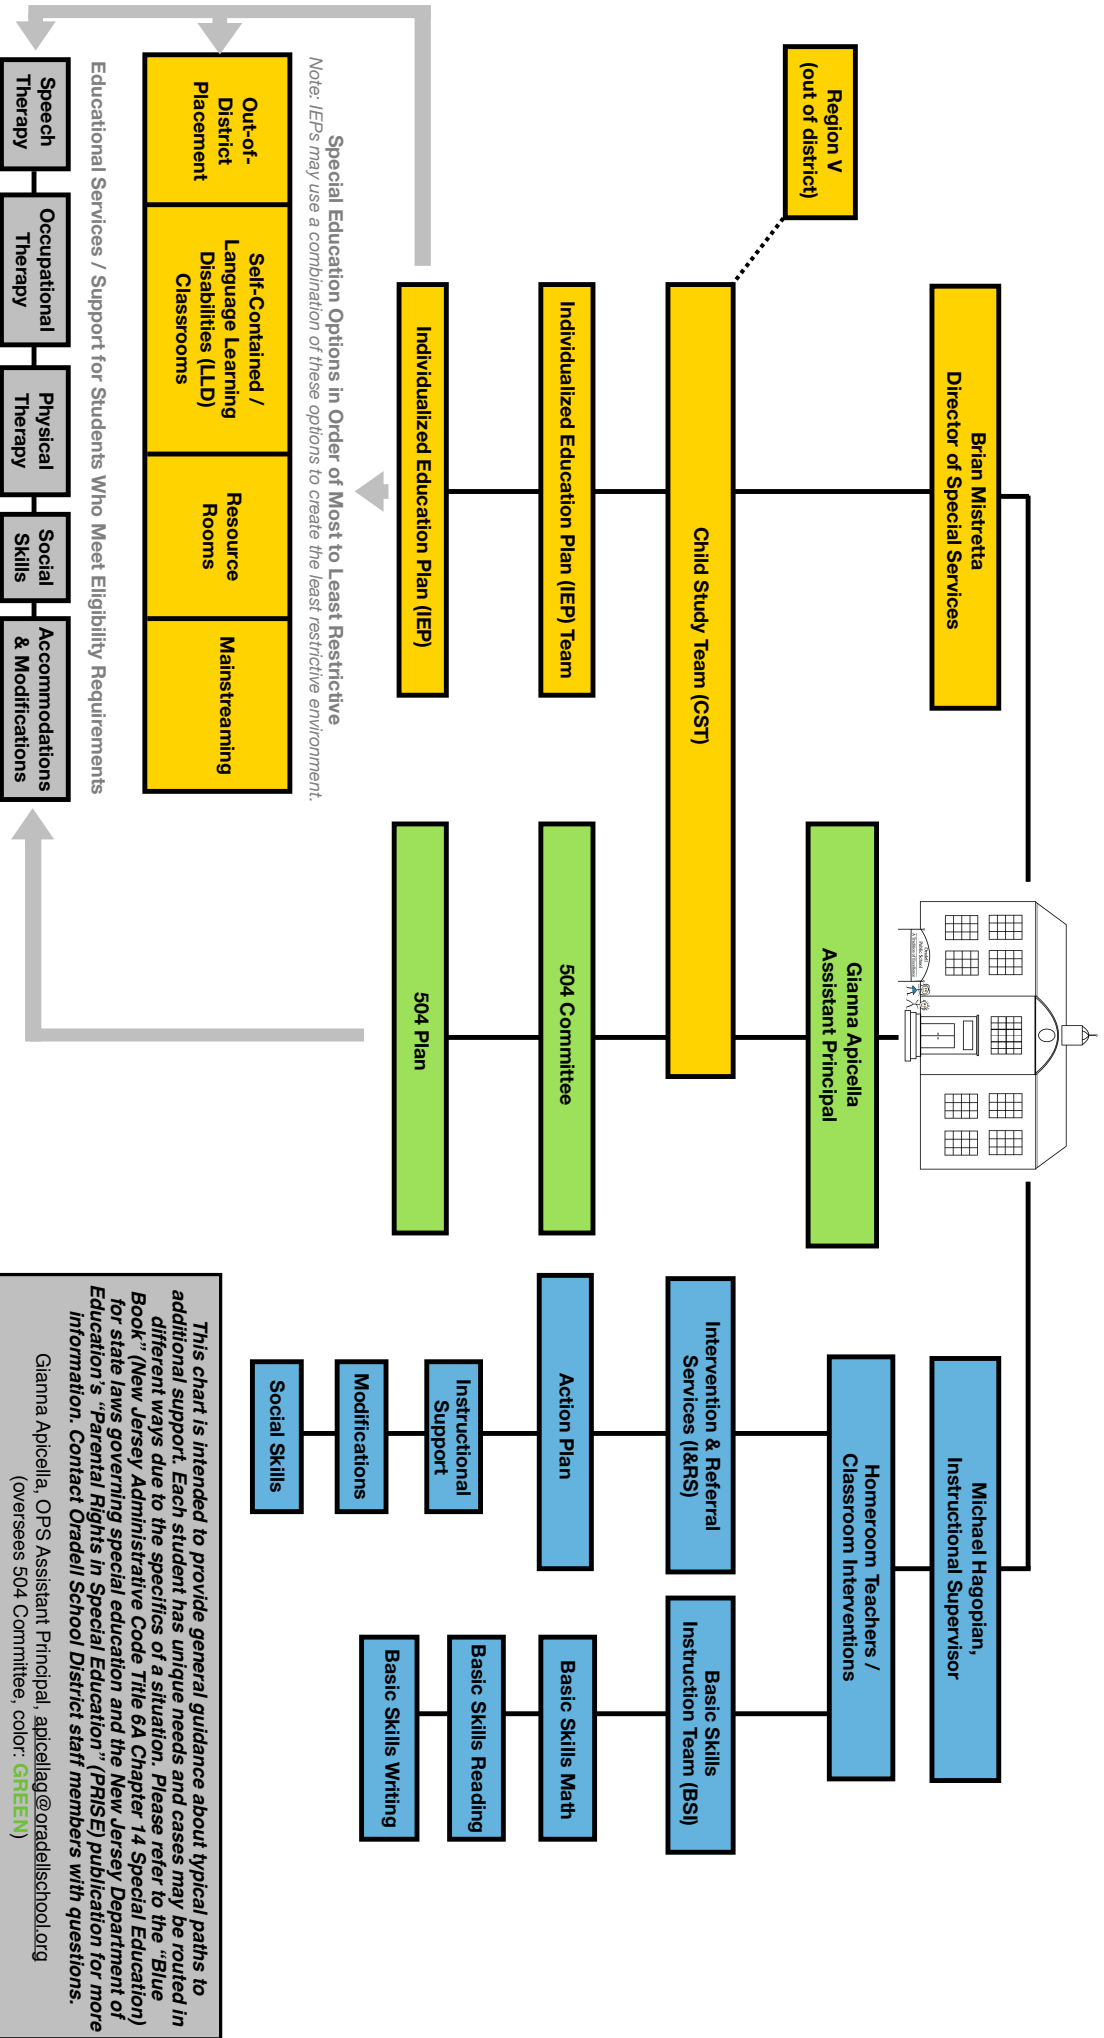 Brian Mistretta
Director of Special Services
Gianna Apicella
Assistant Principal
Michael Hagopian,
Instructional Supervisor
Homeroom Teachers /
Classroom Interventions
Region V
(out of district)
Child Study Team (CST)
Intervention & Referral
Services (I&RS)
Basic Skills
Instruction Team (BSI)
Individualized Education Plan (IEP) Team
504 Committee
Action Plan
Basic Skills Math
Individualized Education Plan (IEP)
504 Plan
Instructional
Support
Basic Skills Reading
Modifications
Basic Skills Writing
Social Skills
Special Education Options in Order of Most to Least Restrictive
Note: IEPs may use a combination of these options to create the least restrictive environment.
Out-of-
District
Placement
Self-Contained /
Language Learning
Disabilities (LLD)
Classrooms
Resource
Rooms
Mainstreaming
Educational Services / Support for Students Who Meet Eligibility Requirements
Speech
Therapy
Occupational
Therapy
Physical
Therapy
Social
Skills
Accommodations
& Modifications
This chart is intended to provide general guidance about typical paths to
additional support. Each student has unique needs and cases may be routed in
different ways due to the specifics of a situation. Please refer to the “Blue
Book” (New Jersey Administrative Code Title 6A Chapter 14 Special Education)
for state laws governing special education and the New Jersey Department of
Education's “Parental Rights in Special Education” (PRISE) publication for more
information. Contact Oradell School District staff members with questions.
Gianna Apicella, OPS Assistant Principal, apicellag@oradellschool.org
(oversees 504 Committee, color: GREEN)